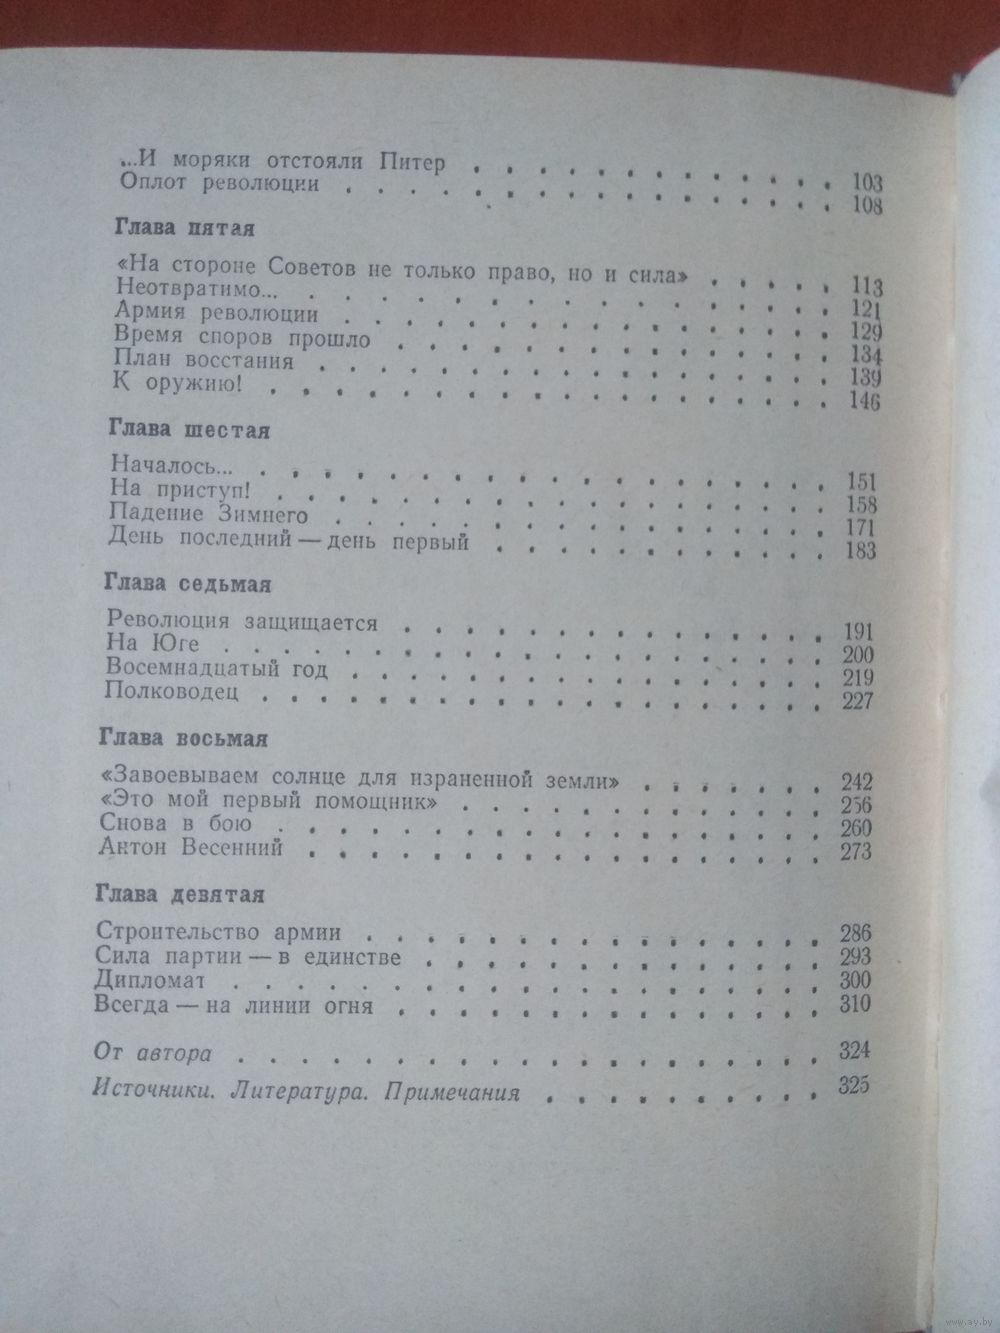 ...И моряки отстояли Питер . . . . . . . . . . . . 103
Оплот революции . . . . . . . . . . . . . . . . 108
Глава пятая
«На стороне Советов не только право, но и сила» . . . . . 113
Неотвратимо... . . . . . . . . . . . . . . . . . . 121
Армия революции . . . . . . . . . . . . . . . . 129
Время споров прошло . . . . . . . . . . . . . . 134
План восстания . . . . . . . . . . . . . . . . . 139
К оружию! . . . . . . . . . . . . . . . . . . 146
Глава шестая
Началось... . . . . . . . . . . . . . . . . . . . 151
На приступ! . . . . . . . . . . . . . . . . . . 158
Падение Зимнего . . . . . . . . . . . . . . . . 171
День последний — день первый . . . . . . . . . . . 183
Глава седьмая
Революция защищается . . . . . . . . . . . . . . 191
На Юге . . . . . . . . . . . . . . . . . . . . 200
Восемнадцатый год . . . . . . . . . . . . . . . . 219
Полководец . . . . . . . . . . . . . . . . . . 227
Глава восьмая
«Завоевываем солнце для израненной земли» . . . . . . . 242
«Это мой первый помощник» . . . . . . . . . . . . 256
Снова в бою . . . . . . . . . . . . . . . . . . 260
Антон Весенний . . . . . . . . . . . . . . . . . 273
Глава девятая
Строительство армии . . . . . . . . . . . . . . . 286
Сила партии — в единстве . . . . . . . . . . . . . 293
Дипломат . . . . . . . . . . . . . . . . . . . 300
Всегда — на линии огня . . . . . . . . . . . . . . 310
От автора . . . . . . . . . . . . . . . . . . . 324
Источники. Литература. Примечания . . . . . . . . . 325
www.ay.by